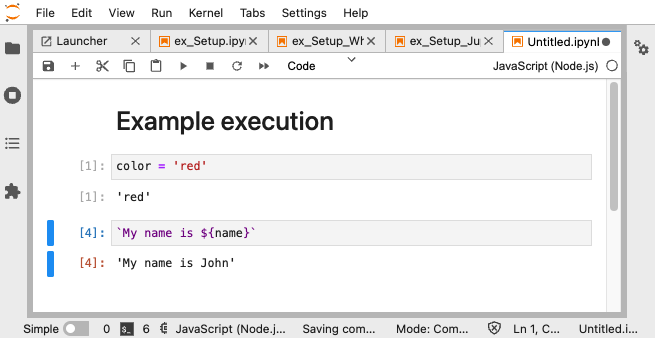 File Edit View Run Kernel Tabs Settings Help
Launcher ex_Setup.ipyn ex_Setup_Wh ex_Setup_Ju Untitled.ipynl
Code JavaScript (Node.js)
Example execution
[1]: color = 'red'
[1]: 'red'
[4]: `My name is ${name}`
[4]: 'My name is John'
Simple 0 6 JavaScript (Node.j... Saving com... Mode: Com... Ln 1, C... Untitled.i...